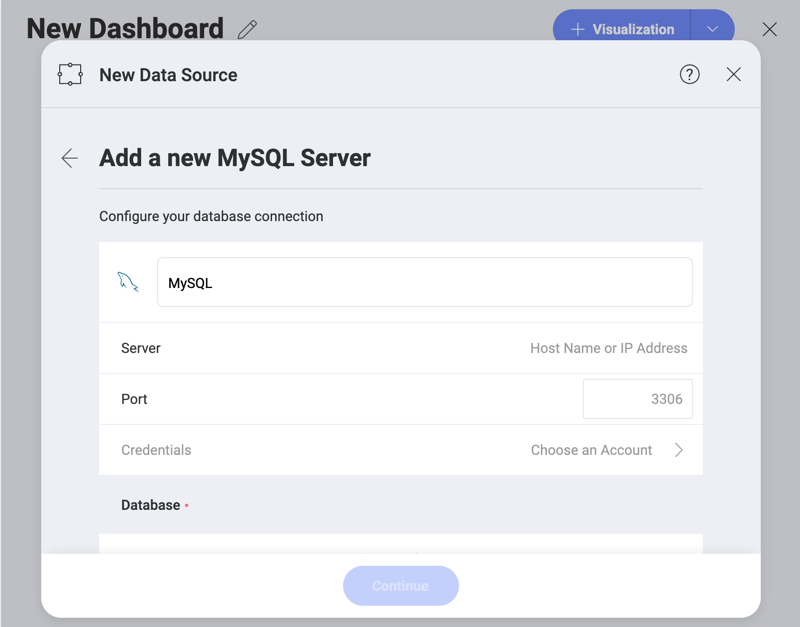 New Dashboard
Visualization
New Data Source
?
Add a new MySQL Server
Configure your database connection
MySQL
Server Host Name or IP Address
Port 3306
Credentials Choose an Account
Database •
Continue